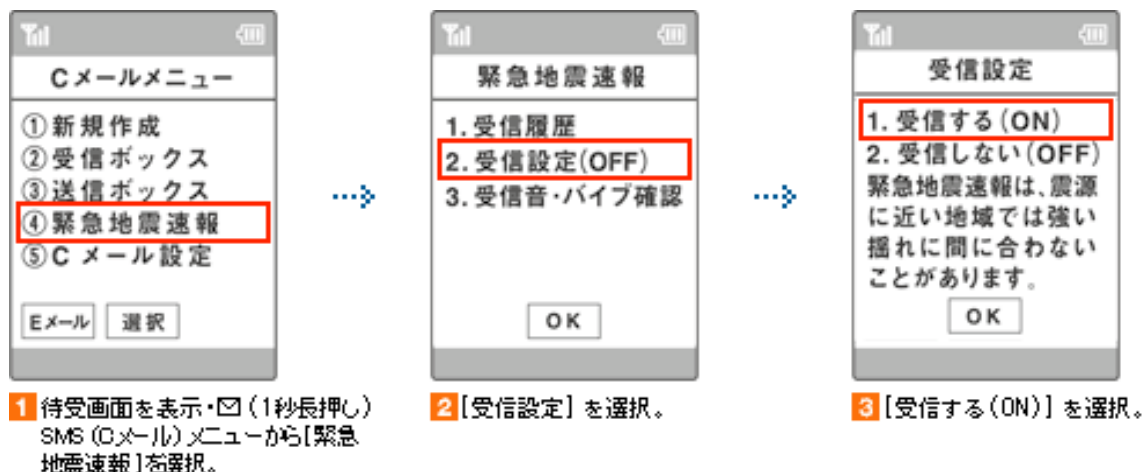 Cメールメニュー
①新規作成
②受信ボックス
③送信ボックス
④緊急地震速報
⑤C メール設定
Eメール 選択
1 待受画面を表示・✉(1秒長押し)
SMS(Cメール)メニューから[緊急
地震速報]を選択。
緊急地震速報
1.受信履歴
2.受信設定(OFF)
3.受信音・バイブ確認
OK
2 [受信設定] を選択。
受信設定
1.受信する(ON)
2.受信しない(OFF)
緊急地震速報は、震源
に近い地域では強い
揺れに間に合わない
ことがあります。
OK
3 [受信する(ON)] を選択。